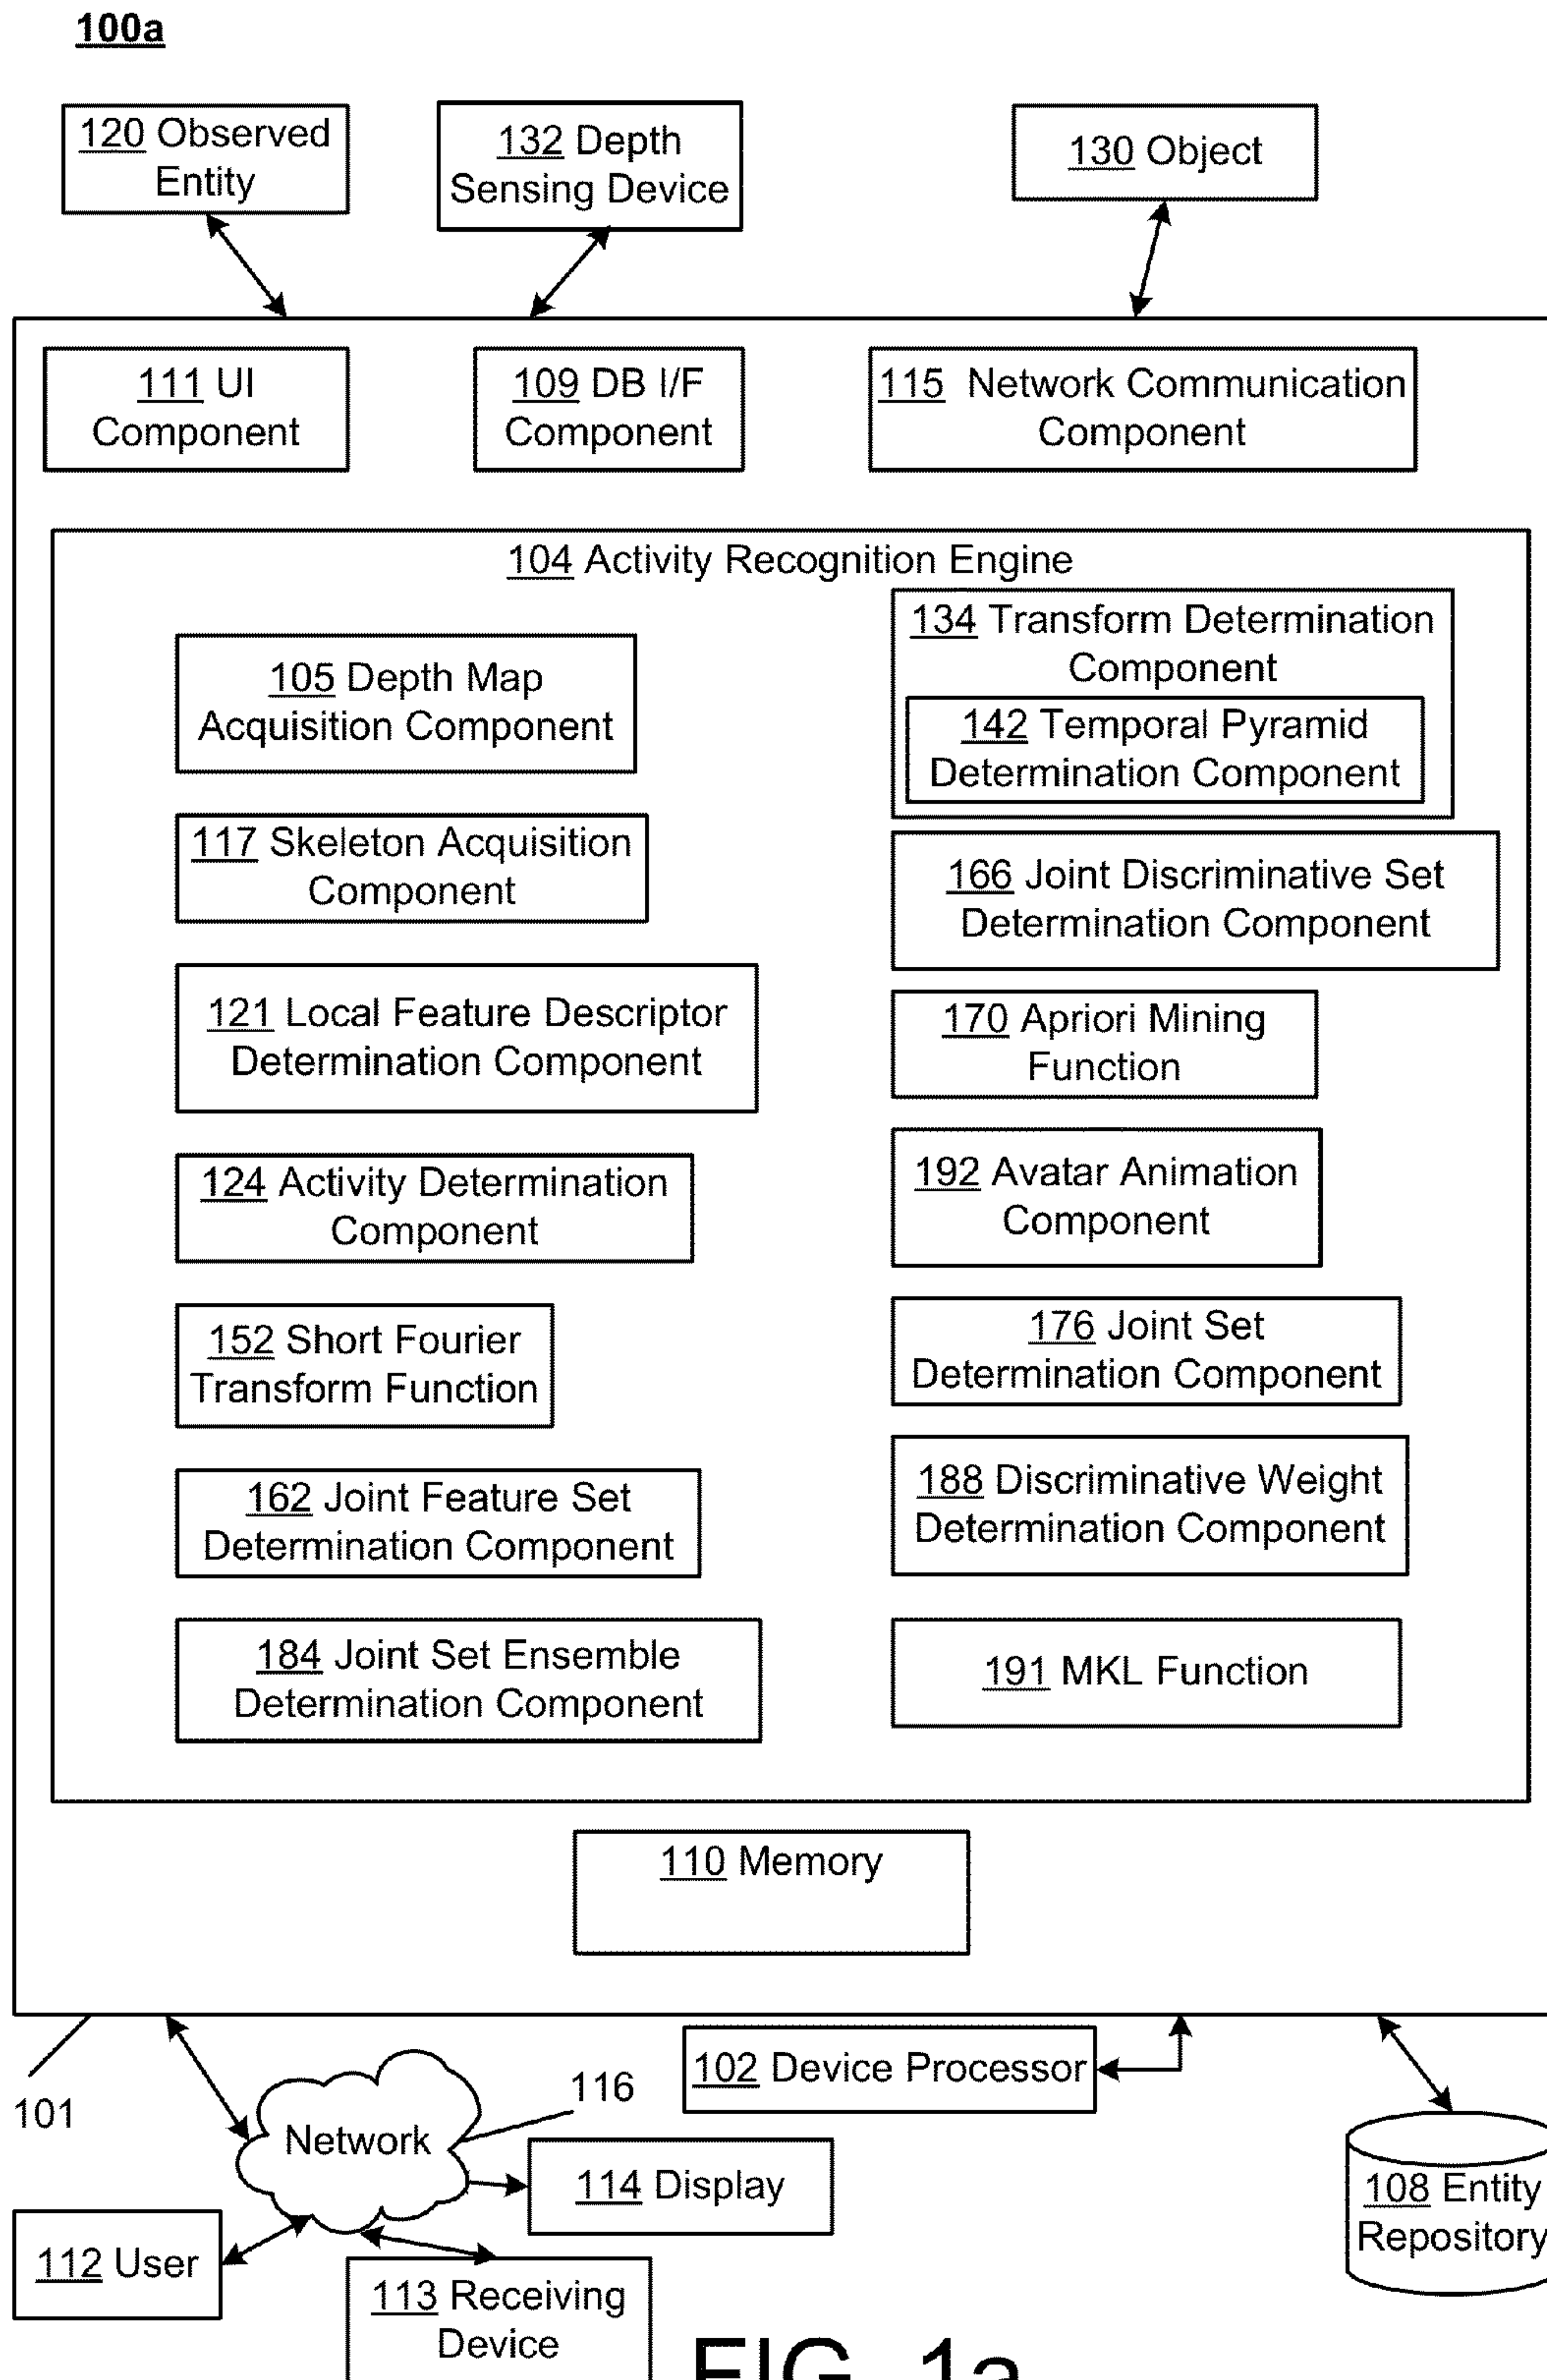 100a
120 Observed
Entity
132 Depth
Sensing Device
130 Object
111 UI
Component
109 DB I/F
Component
115 Network Communication
Component
104 Activity Recognition Engine
105 Depth Map
Acquisition Component
117 Skeleton Acquisition
Component
121 Local Feature Descriptor
Determination Component
124 Activity Determination
Component
152 Short Fourier
Transform Function
162 Joint Feature Set
Determination Component
184 Joint Set Ensemble
Determination Component
134 Transform Determination
Component
142 Temporal Pyramid
Determination Component
166 Joint Discriminative Set
Determination Component
170 Apriori Mining
Function
192 Avatar Animation
Component
176 Joint Set
Determination Component
188 Discriminative Weight
Determination Component
191 MKL Function
110 Memory
101
Network
116
102 Device Processor
114 Display
108 Entity
Repository
112 User
113 Receiving
Device
FIG. 1a